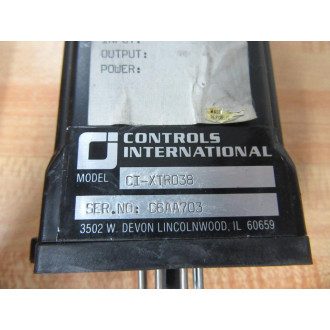 OUTPUT:
POWER:
CONTROLS
INTERNATIONAL
MODEL CI-XTR038
SER.NO: C6AA703
3502 W. DEVON LINCOLNWOOD, IL 60659